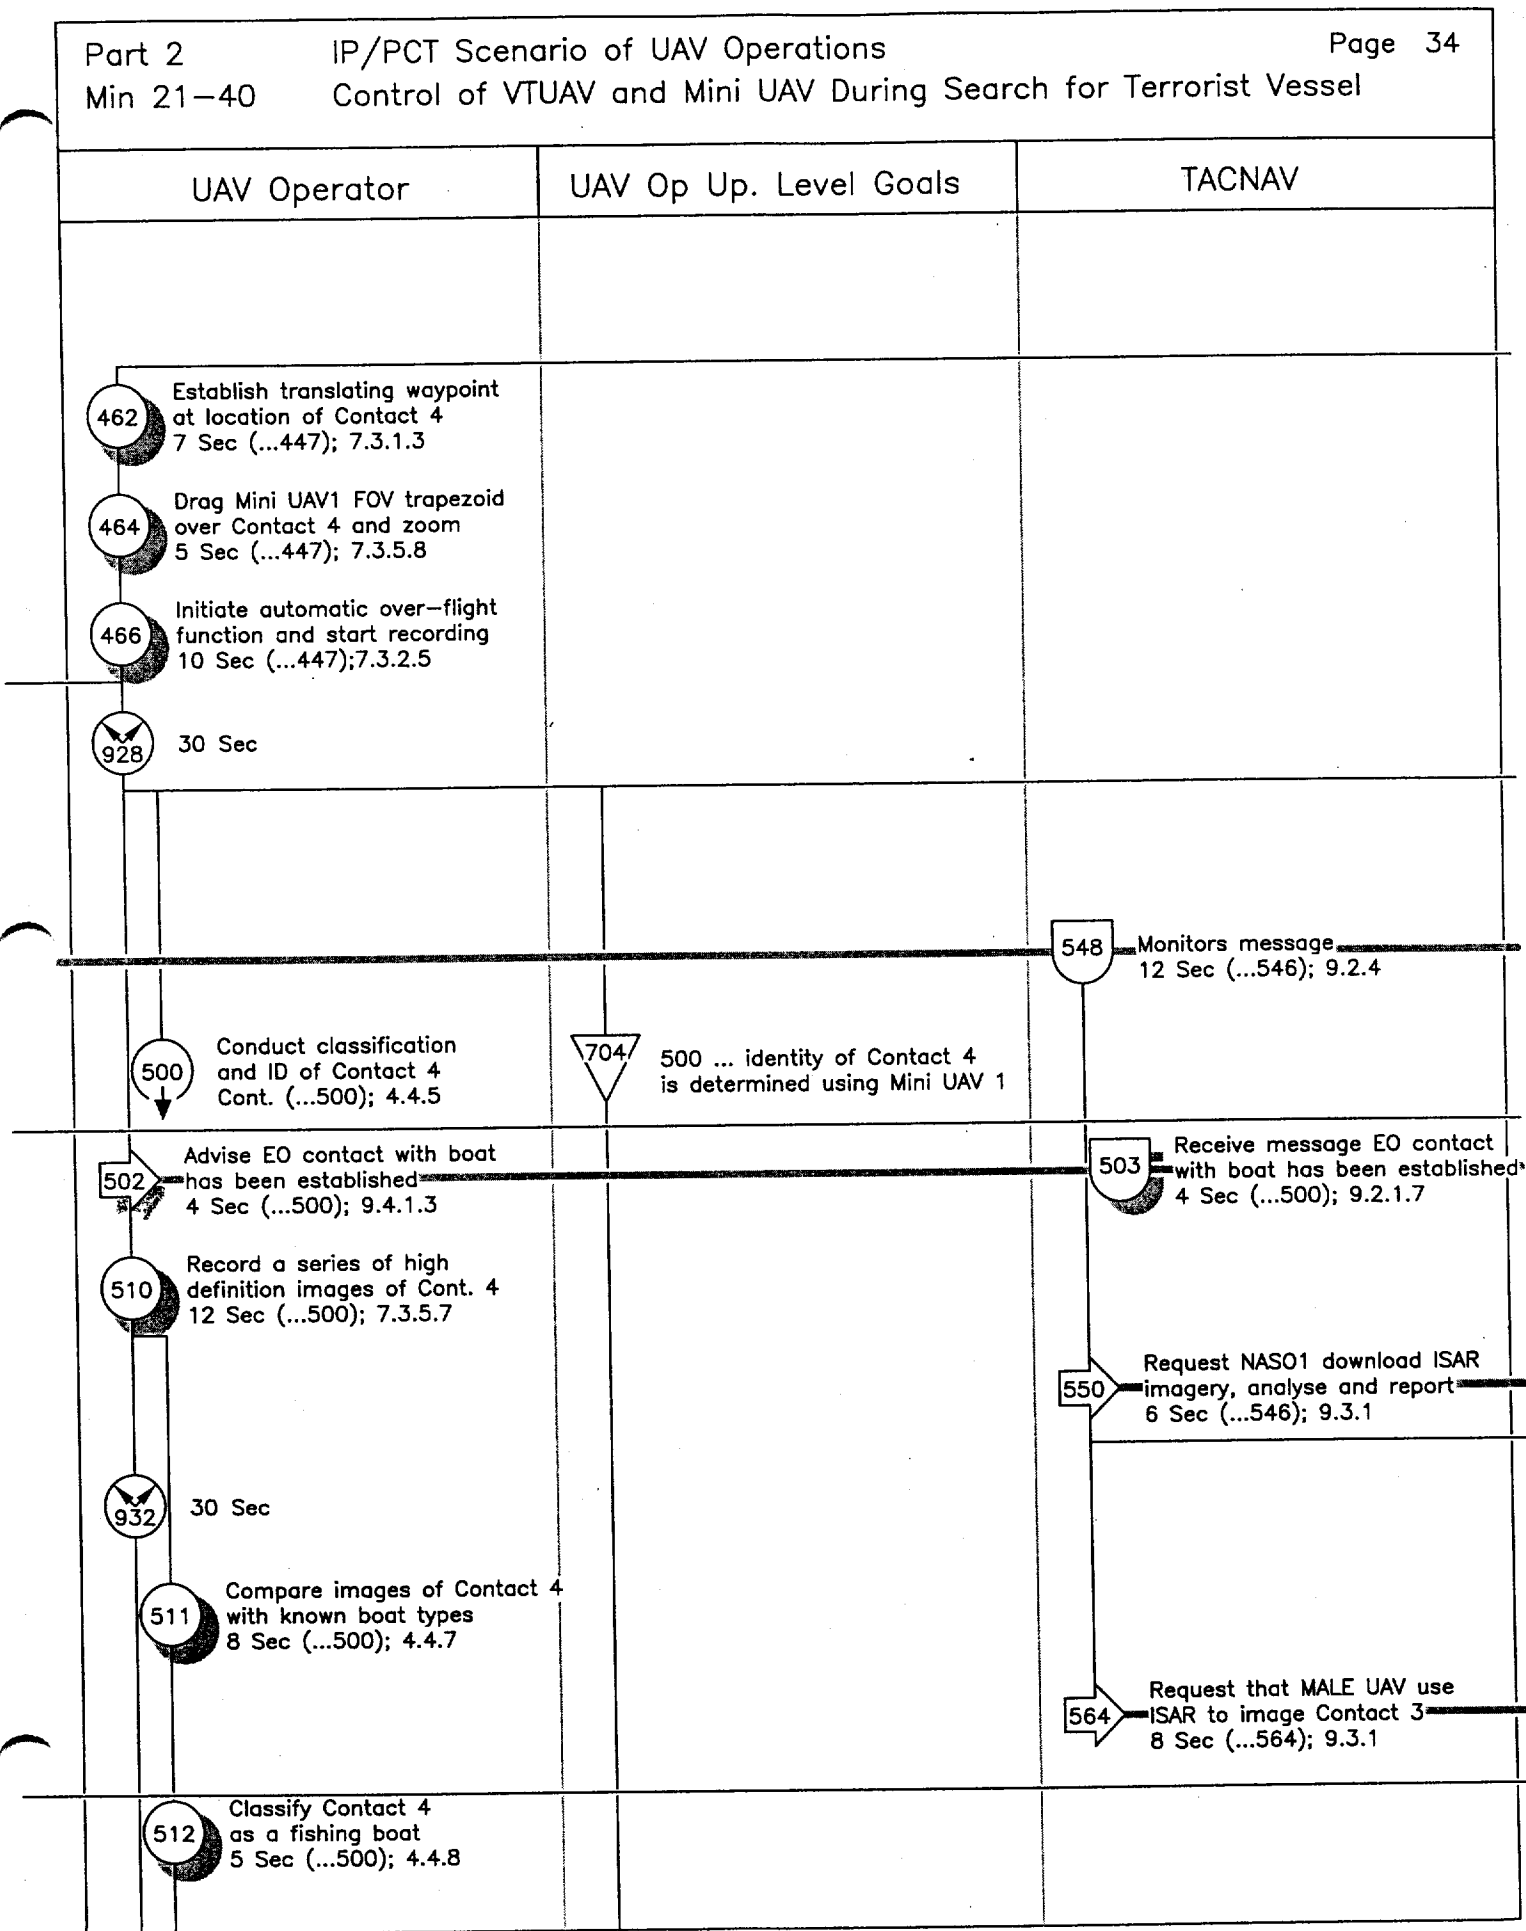 Part 2 IP/PCT Scenario of UAV Operations Page 34
Min 21-40 Control of VTUAV and Mini UAV During Search for Terrorist Vessel
UAV Operator
UAV Op Up. Level Goals
TACNAV
462
Establish translating waypoint
at location of Contact 4
7 Sec (...447); 7.3.1.3
464
Drag Mini UAV1 FOV trapezoid
over Contact 4 and zoom
5 Sec (...447); 7.3.5.8
466
Initiate automatic over-flight
function and start recording
10 Sec (...447);7.3.2.5
928
30 Sec
548
Monitors message
12 Sec (...546); 9.2.4
500
Conduct classification
and ID of Contact 4
Cont. (...500); 4.4.5
704
500 ... identity of Contact 4
is determined using Mini UAV 1
502
Advise EO contact with boat
has been established
4 Sec (...500); 9.4.1.3
503
Receive message EO contact
with boat has been established
4 Sec (...500); 9.2.1.7
510
Record a series of high
definition images of Cont. 4
12 Sec (...500); 7.3.5.7
550
Request NASO1 download ISAR
imagery, analyse and report
6 Sec (...546); 9.3.1
932
30 Sec
511
Compare images of Contact 4
with known boat types
8 Sec (...500); 4.4.7
564
Request that MALE UAV use
ISAR to image Contact 3
8 Sec (...564); 9.3.1
512
Classify Contact 4
as a fishing boat
5 Sec (...500); 4.4.8